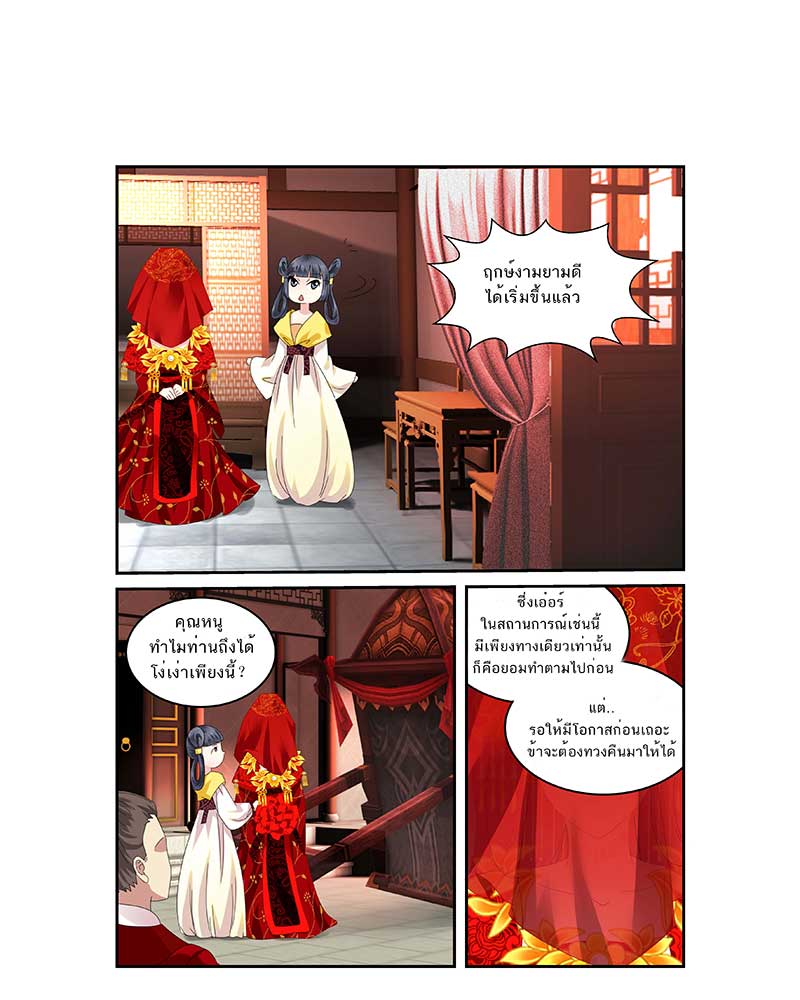 ฤกษ์งามยามดี
ได้เริ่มขึ้นแล้ว
คุณหนู
ทำไมท่านถึงได้
โง่เง่าเพียงนี้?
ซึ่งเอ่อร์
ในสถานการณ์เช่นนี้
มีเพียงทางเดียวเท่านั้น
ก็คือยอมทำตามไปก่อน
แต่..
รอให้มีโอกาสก่อนเถอะ
ข้าจะต้องทวงคืนมาให้ได้